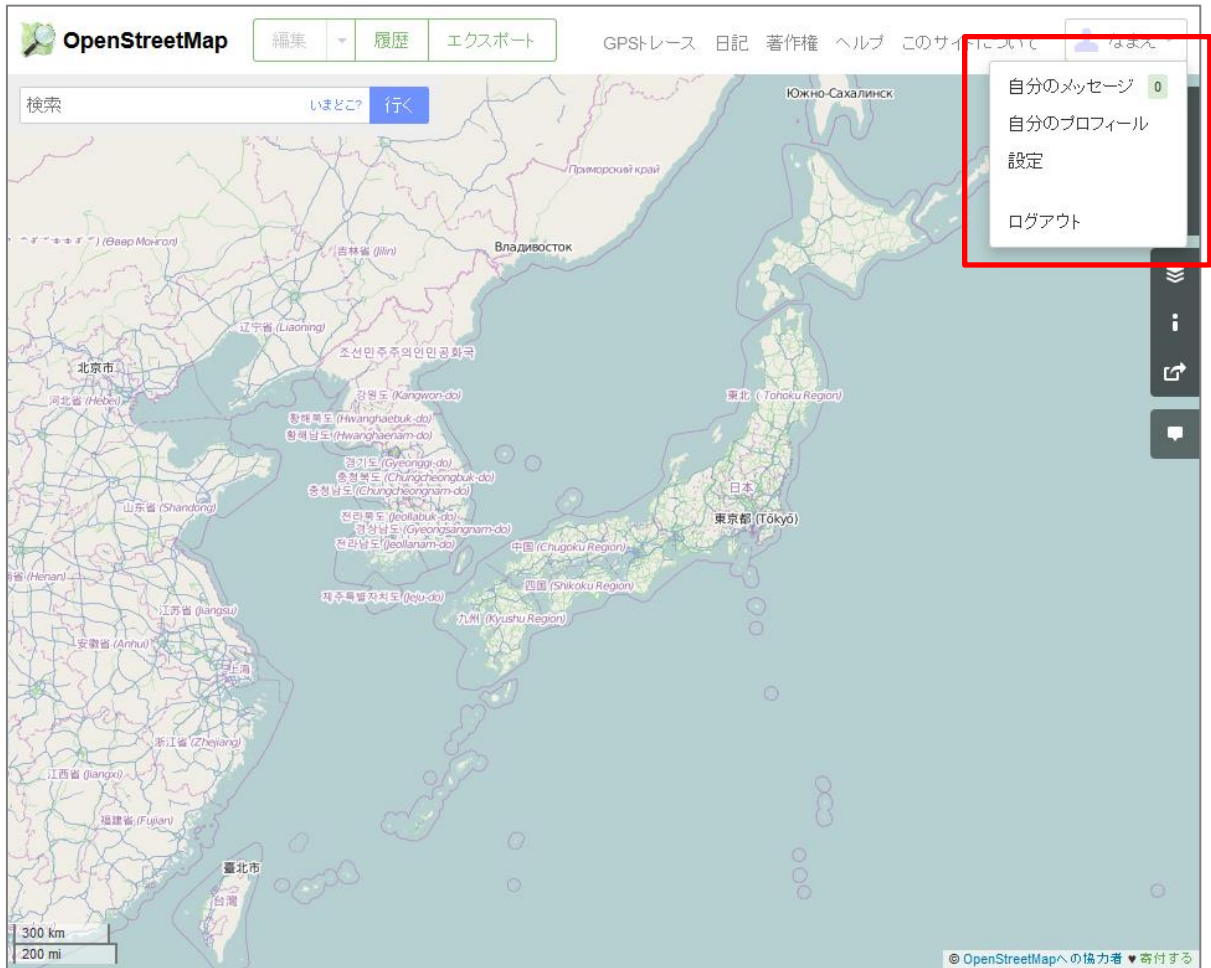 OpenStreetMap
編集
履歴
エクスポート
GPSトレース 日記 著作権 ヘルプ このサイトについて
なまえ
検索
いまどこ?
行く
自分のメッセージ 0
自分のプロフィール
設定
ログアウト
Южно-Сахалинск
Приморский край
(Өвөр Монгол)
吉林省 (Jilin)
Владивосток
辽宁省 (Liaoning)
조선민주주의인민공화국
北京市
河北省 (Hebei)
강원도 (Kangwon-do)
東北 (Tohoku Region)
황해북도 (Hwanghaebuk-do)
황해남도 (Hwanghaenam-do)
경기도 (Gyeonggi-do)
충청북도 (Chungcheongbuk-do)
충청남도 (Chungcheongnam-do)
日本
山东省 (Shandong)
전라북도 (Jeollabuk-do)
경상남도 (Gyeongsangnam-do)
東京都 (Tōkyō)
전라남도 (Jeollanam-do)
中国 (Chugoku Region)
(Henan)
四国 (Shikoku Region)
제주특별자치도 (Jeju-do)
江苏省 (Jiangsu)
九州 (Kyushu Region)
安徽省 (Anhui)
上海
浙江省 (Zhejiang)
江西省 (Jiangxi)
福建省 (Fujian)
臺北市
台灣
300 km
200 mi
© OpenStreetMapへの協力者 ♥ 寄付する